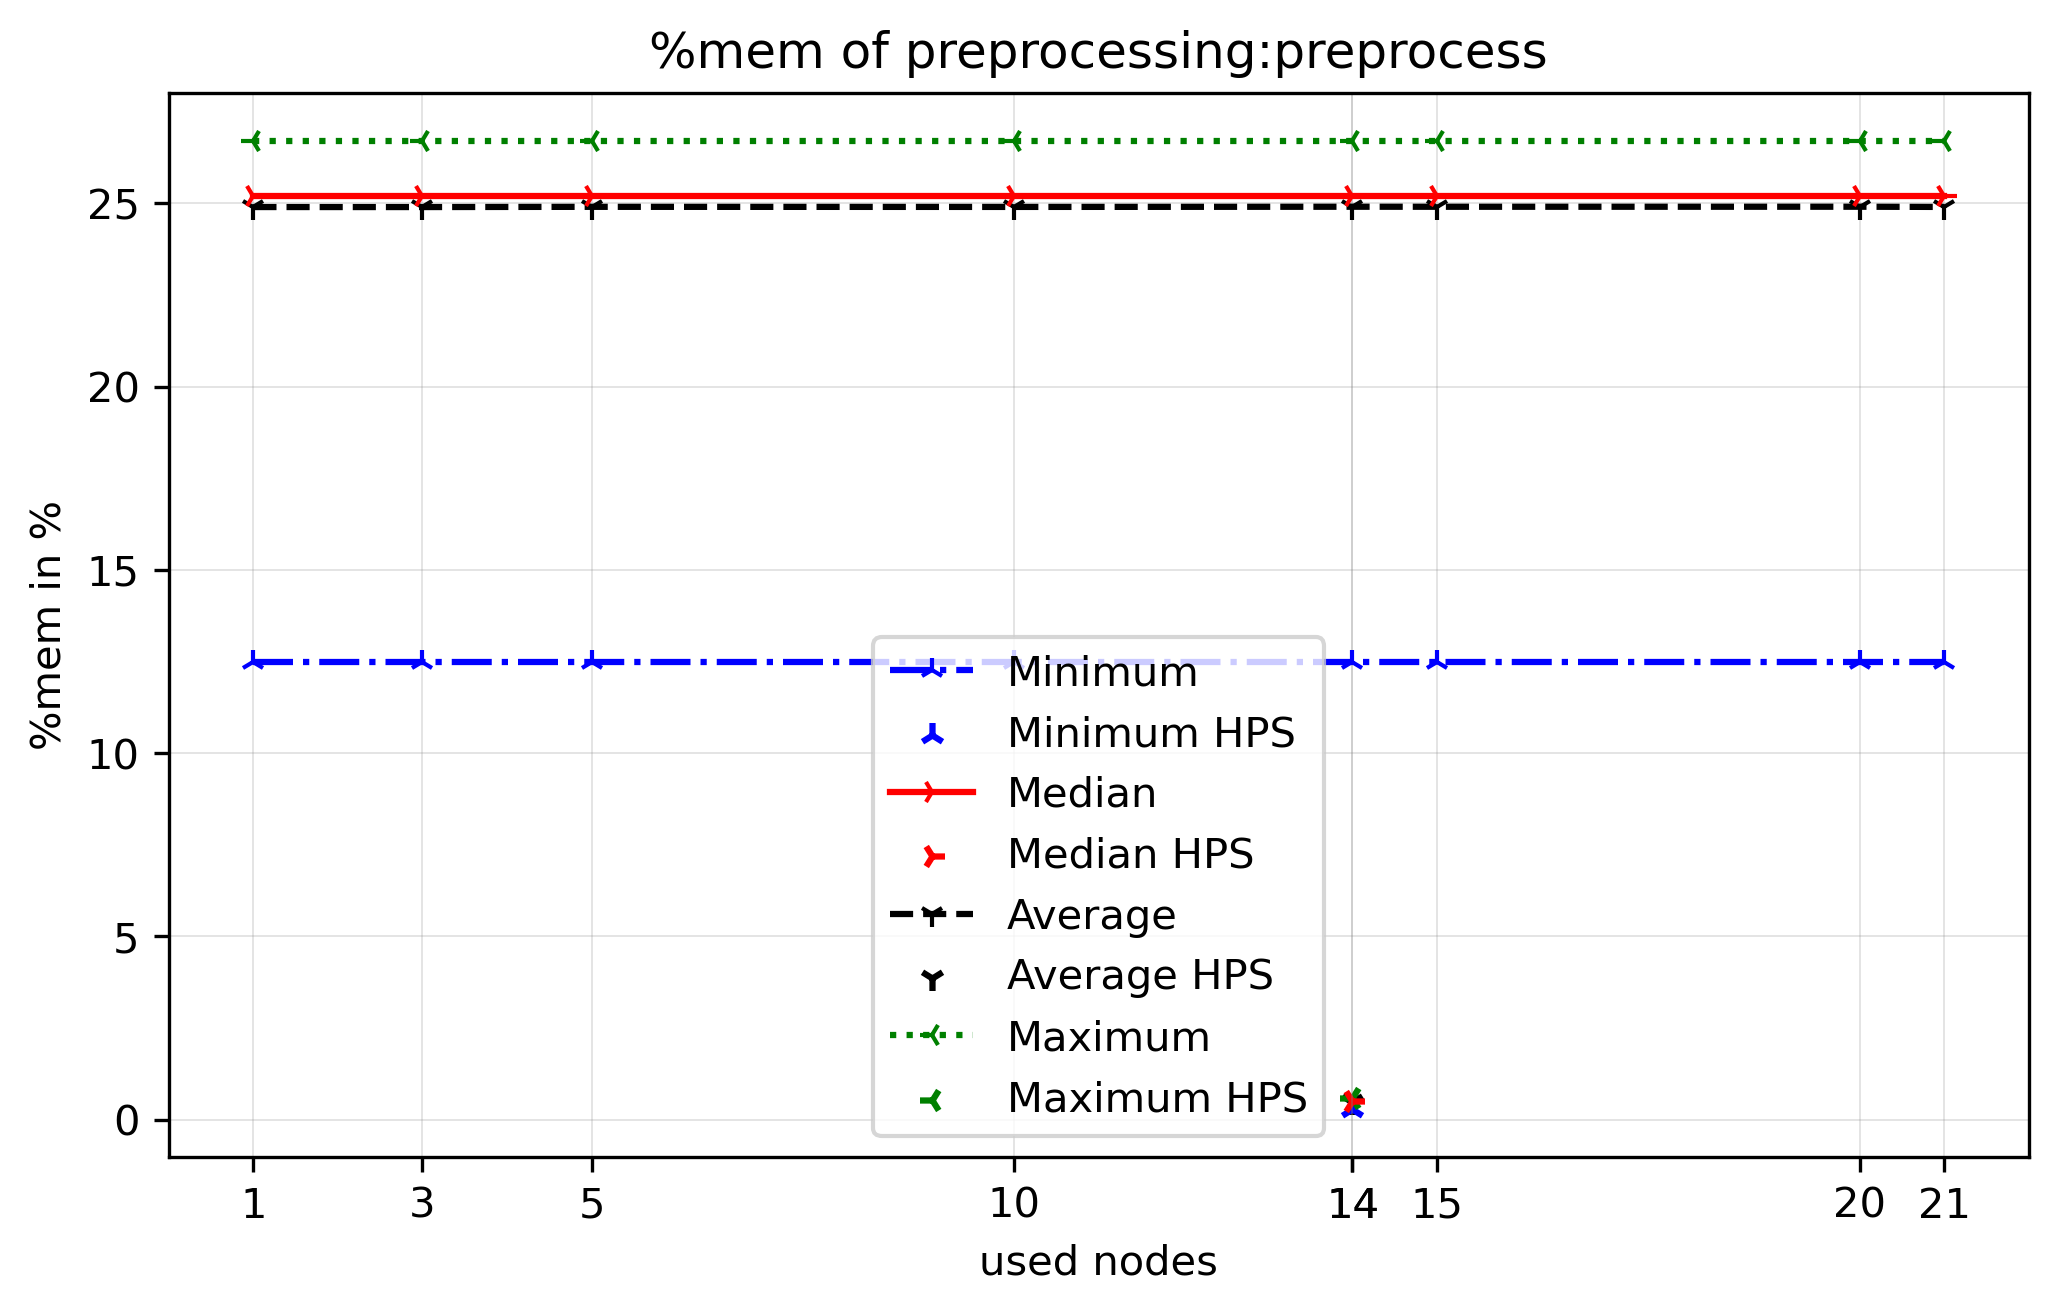 %mem of preprocessing:preprocess
%mem in %
25
20
15
10
5
0
Minimum
Minimum HPS
Median
Median HPS
Average
Average HPS
Maximum
Maximum HPS
1 3 5 10 14 15 20 21
used nodes